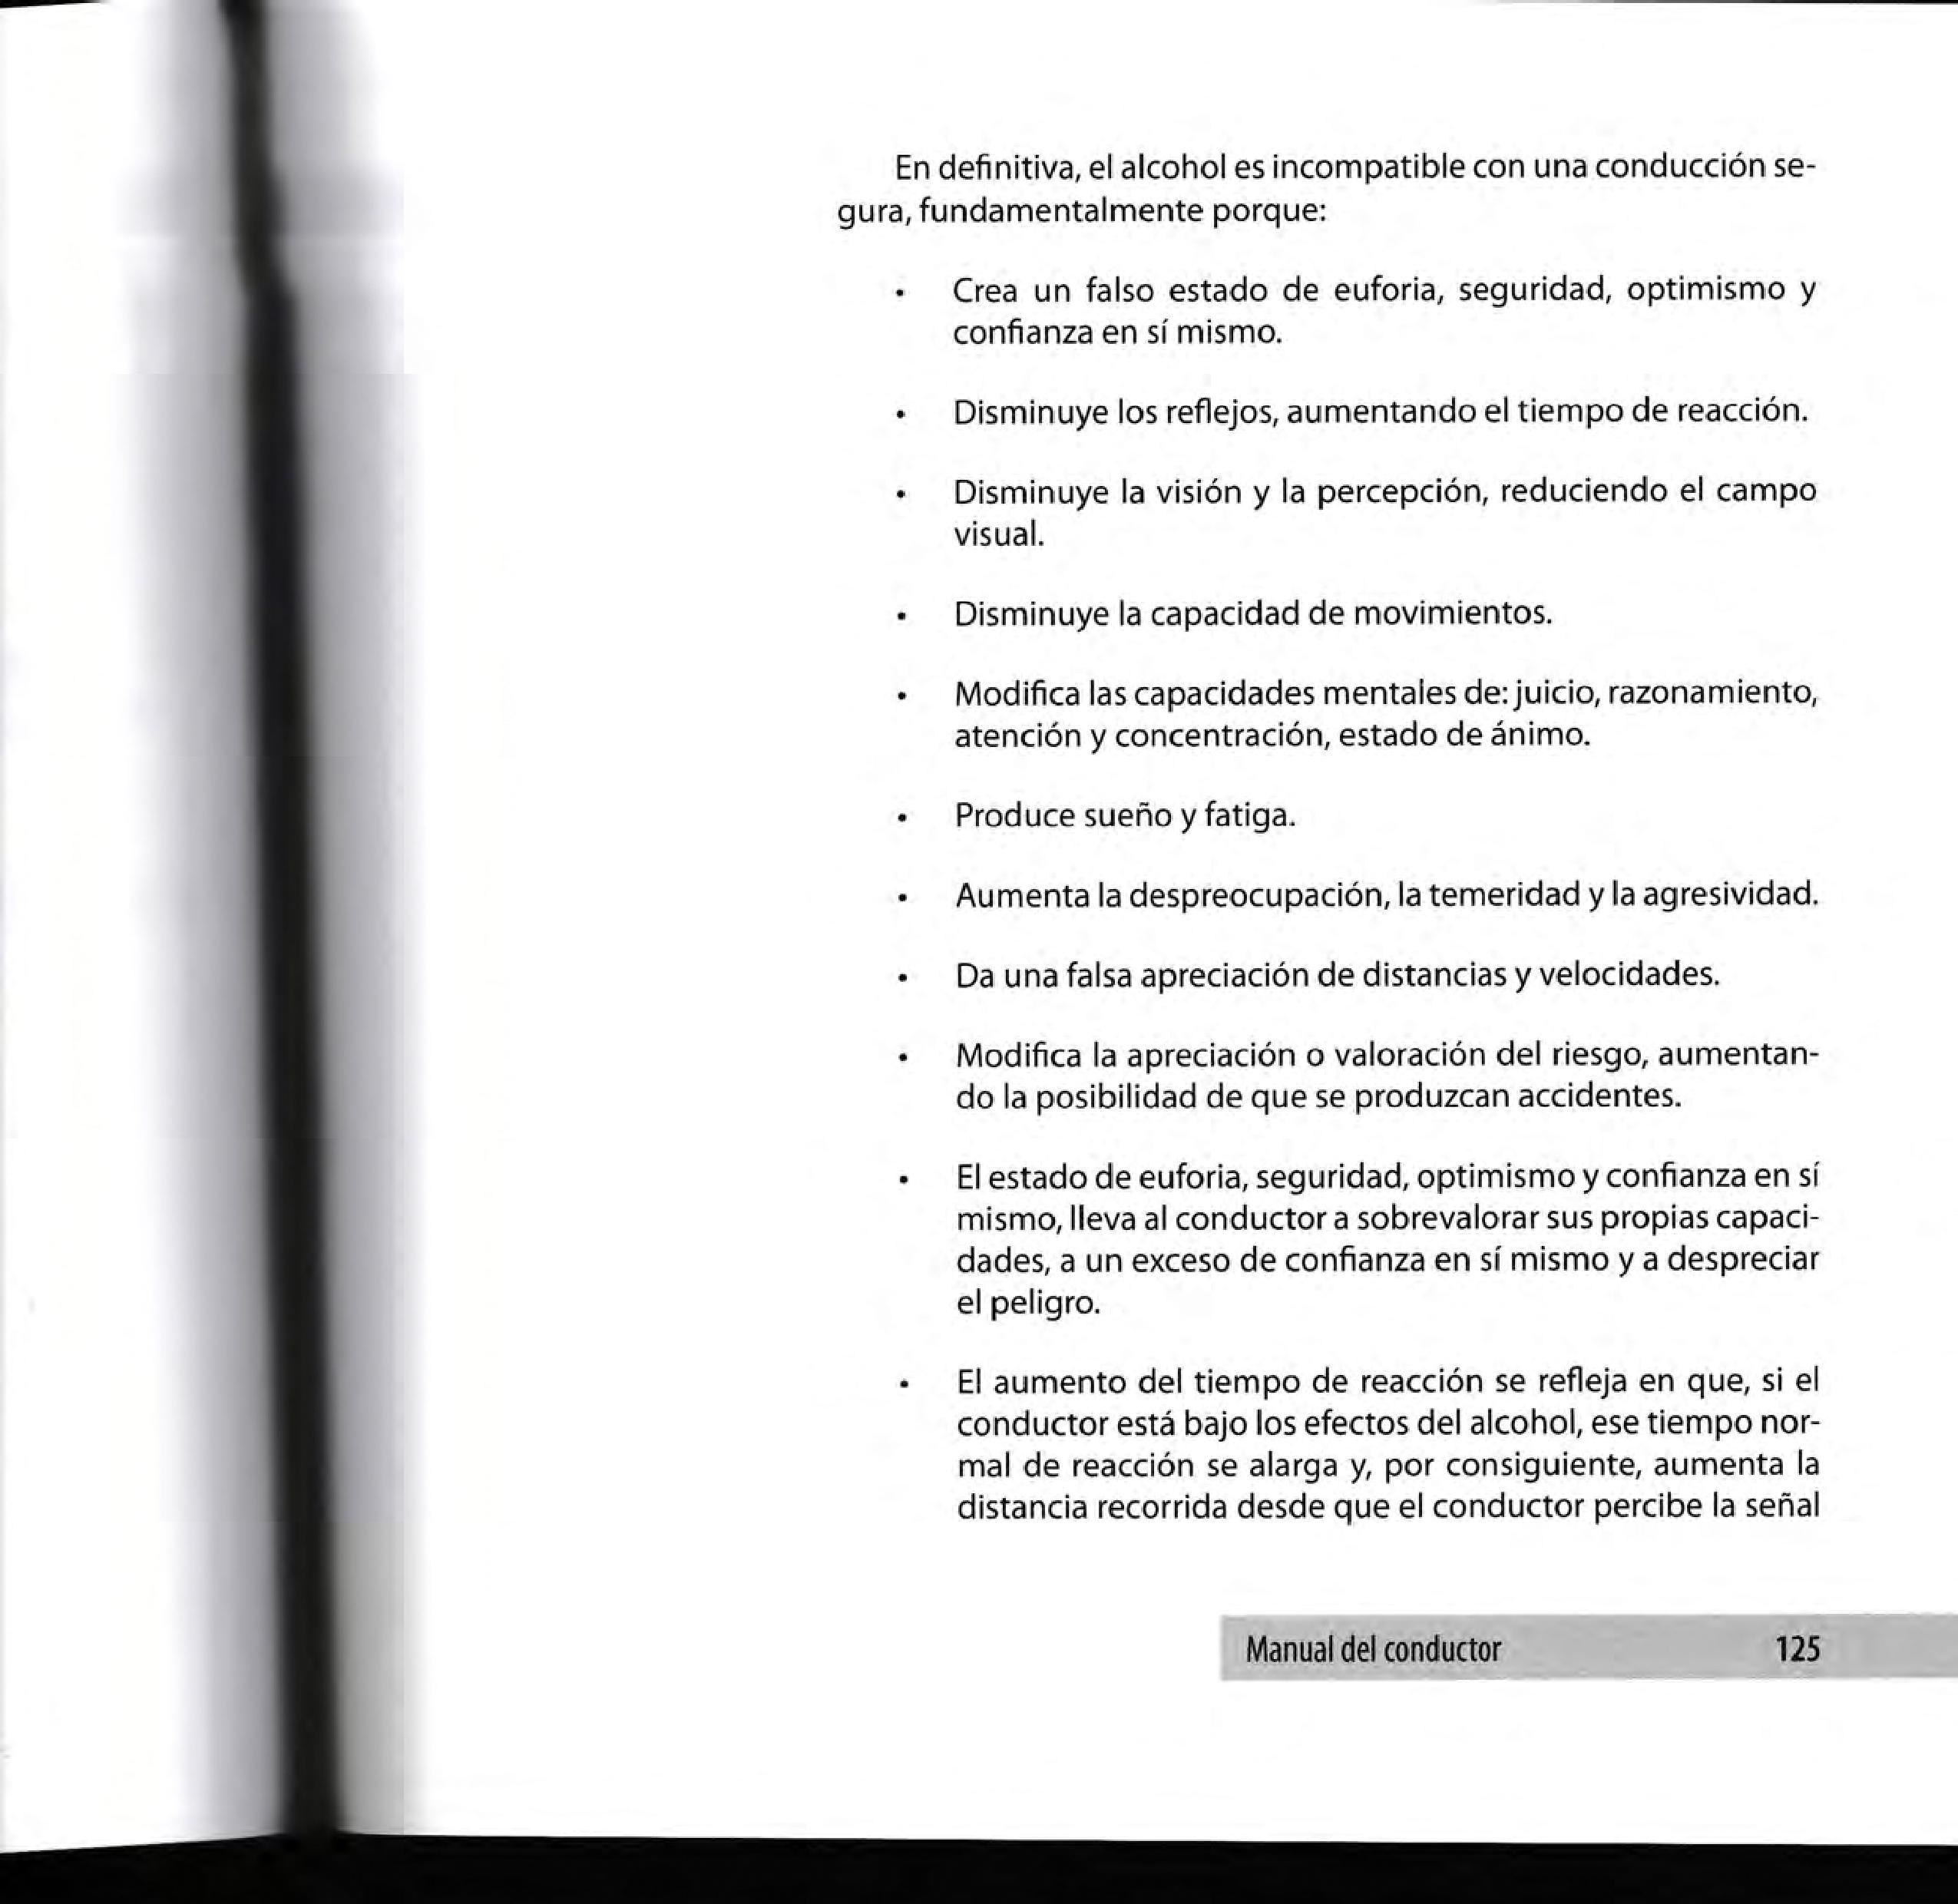 En definitiva, el alcohol es incompatible con una conducción se-
gura, fundamentalmente porque:
• Crea un falso estado de euforia, seguridad, optimismo y
confianza en sí mismo.
• Disminuye los reflejos, aumentando el tiempo de reacción.
• Disminuye la visión y la percepción, reduciendo el campo
visual.
• Disminuye la capacidad de movimientos.
• Modifica las capacidades mentales de: juicio, razonamiento,
atención y concentración, estado de ánimo.
• Produce sueño y fatiga.
• Aumenta la despreocupación, la temeridad y la agresividad.
• Da una falsa apreciación de distancias y velocidades.
• Modifica la apreciación o valoración del riesgo, aumentan-
do la posibilidad de que se produzcan accidentes.
• El estado de euforia, seguridad, optimismo y confianza en sí
mismo, lleva al conductor a sobrevalorar sus propias capaci-
dades, a un exceso de confianza en sí mismo y a despreciar
el peligro.
• El aumento del tiempo de reacción se refleja en que, si el
conductor está bajo los efectos del alcohol, ese tiempo nor-
mal de reacción se alarga y, por consiguiente, aumenta la
distancia recorrida desde que el conductor percibe la señal
Manual del conductor 125